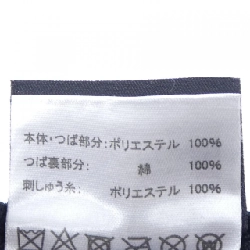 本体・つば部分：ポリエステル 100%
つば裏部分： 綿 100%
刺しゅう糸： ポリエステル 100%